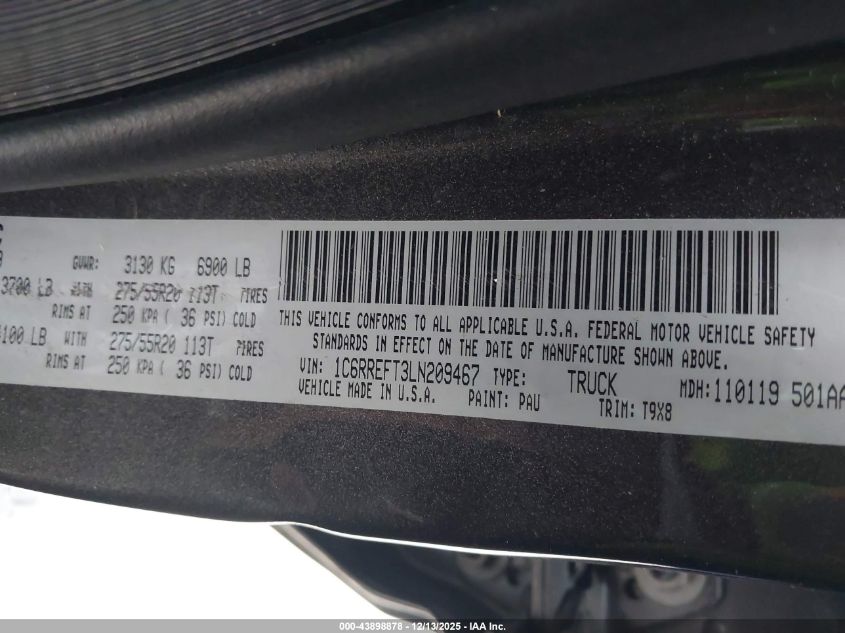 GVWR: 3130 KG 6900 LB
3700 LB WITH 275/55R20 113T TIRES
RIMS AT 250 KPA ( 36 PSI) COLD
100 LB WITH 275/55R20 113T TIRES
RIMS AT 250 KPA ( 36 PSI) COLD
THIS VEHICLE CONFORMS TO ALL APPLICABLE U.S.A. FEDERAL MOTOR VEHICLE SAFETY
STANDARDS IN EFFECT ON THE DATE OF MANUFACTURE SHOWN ABOVE.
VIN: 1C6RREFT3LN209467 TYPE: TRUCK MDH:110119 501AA
VEHICLE MADE IN U.S.A. PAINT: PAU TRIM: T9X8
000-43898878 - 12/13/2025 - IAA Inc.